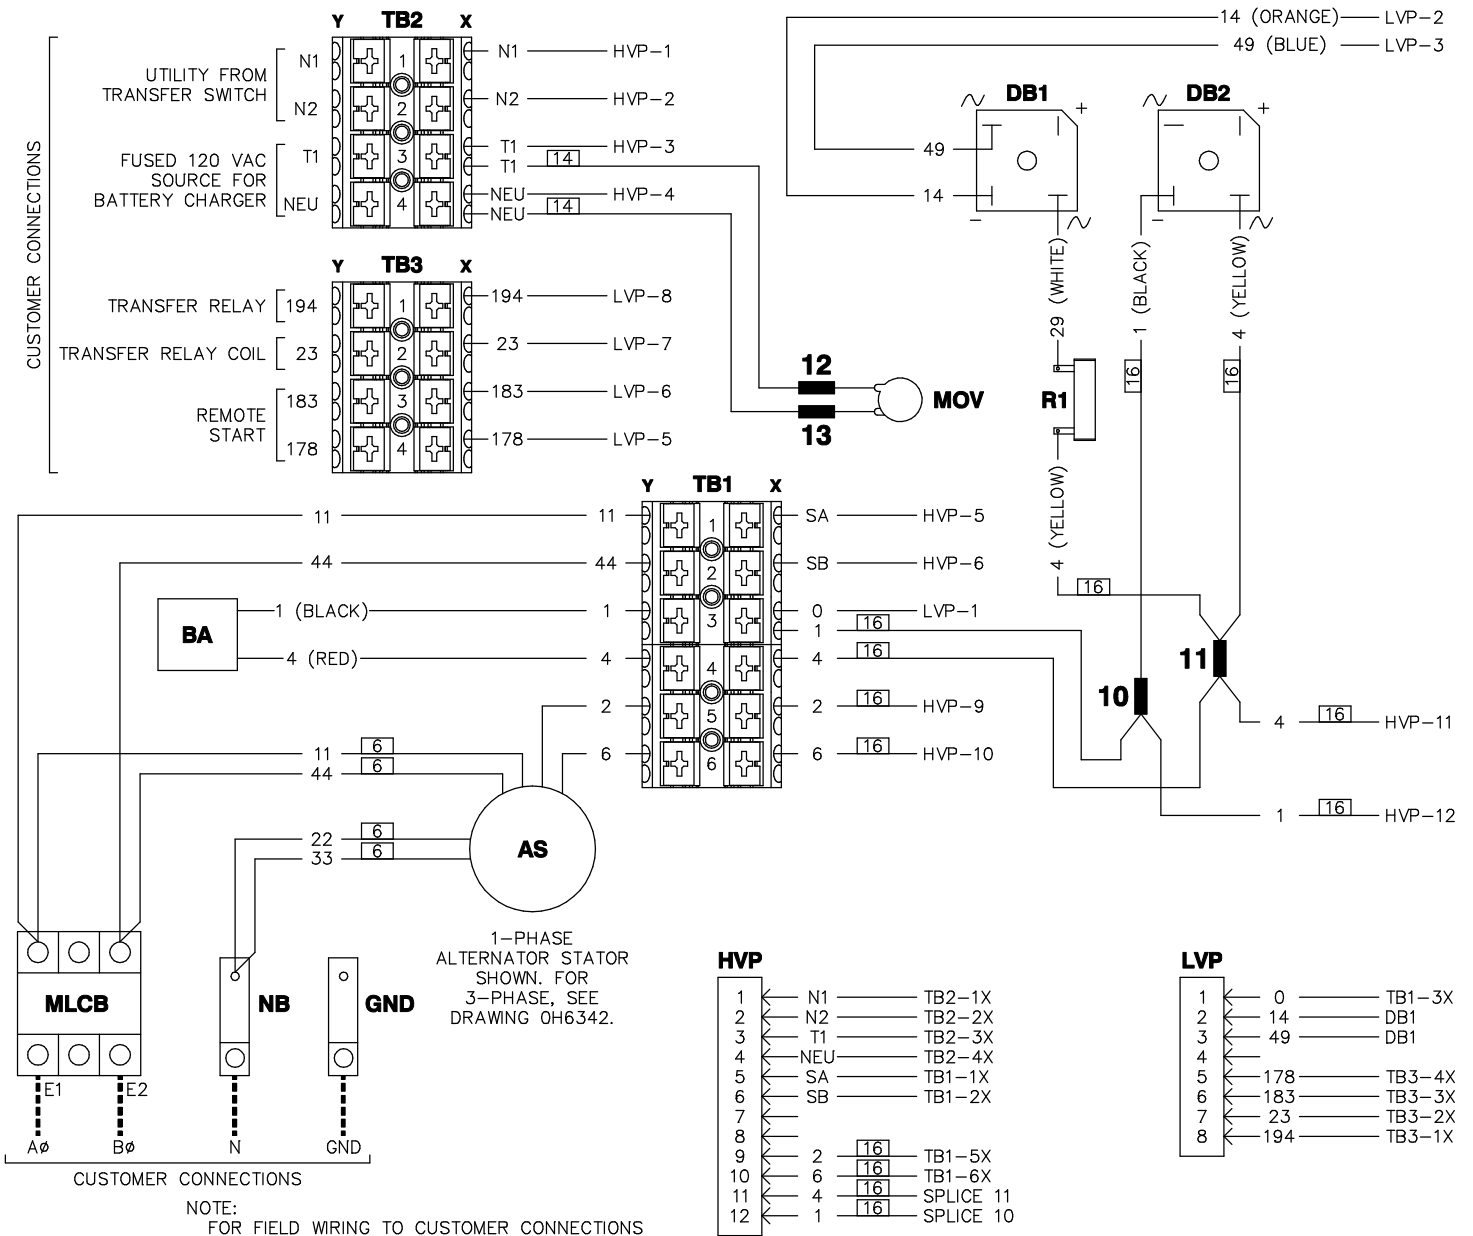 Y TB2 X
14 (ORANGE) LVP-2
49 (BLUE) LVP-3
CUSTOMER CONNECTIONS
UTILITY FROM
TRANSFER SWITCH
N1
N2
FUSED 120 VAC
SOURCE FOR
BATTERY CHARGER
T1
NEU
1
2
3
4
N1 HVP-1
N2 HVP-2
T1 HVP-3
T1 14
NEU HVP-4
NEU 14
DB1
~ +
49
14
- ~
DB2
~ +
- ~
29 (WHITE)
1 (BLACK)
4 (YELLOW)
16
16
R1
4 (YELLOW)
16
Y TB3 X
TRANSFER RELAY 194
TRANSFER RELAY COIL 23
REMOTE
START
183
178
1
2
3
4
194 LVP-8
23 LVP-7
183 LVP-6
178 LVP-5
12
13
MOV
Y TB1 X
11 11
44 44
BA
1 (BLACK) 1
4 (RED) 4
2
6
1
2
3
4
5
6
SA HVP-5
SB HVP-6
0 LVP-1
1 16
4 16
2 16 HVP-9
6 16 HVP-10
10
11
4 16 HVP-11
1 16 HVP-12
11 6
44 6
22 6
33 6
AS
1-PHASE
ALTERNATOR STATOR
SHOWN. FOR
3-PHASE, SEE
DRAWING 0H6342.
MLCB
NB
GND
E1 E2
AØ BØ N GND
CUSTOMER CONNECTIONS
NOTE:
FOR FIELD WIRING TO CUSTOMER CONNECTIONS
HVP
1 N1 TB2-1X
2 N2 TB2-2X
3 T1 TB2-3X
4 NEU TB2-4X
5 SA TB1-1X
6 SB TB1-2X
7
8
9 2 16 TB1-5X
10 6 16 TB1-6X
11 4 16 SPLICE 11
12 1 16 SPLICE 10
LVP
1 0 TB1-3X
2 14 DB1
3 49 DB1
4
5 178 TB3-4X
6 183 TB3-3X
7 23 TB3-2X
8 194 TB3-1X